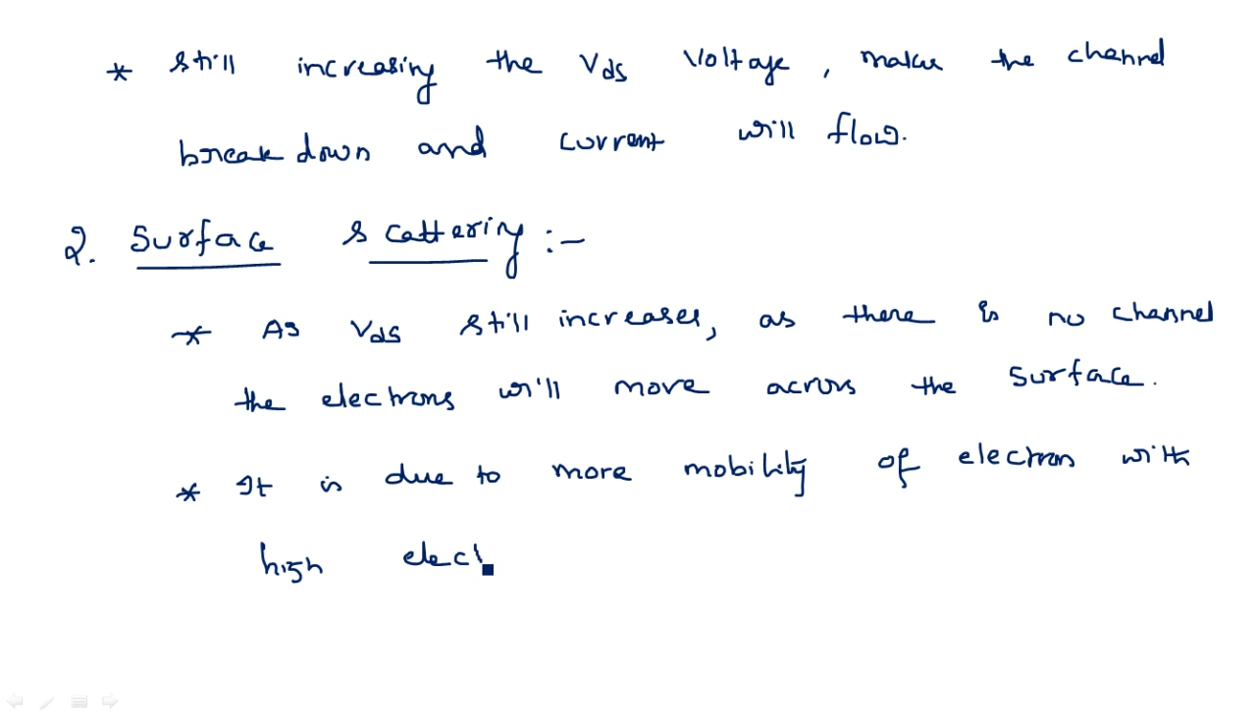 * still increasing the Vds Voltage, make the channel
breakdown and current will flow.
2. Surface Scattering :-
* As Vds still increases, as there is no channel
the electrons will move across the surface.
* It is due to more mobility of electron with
high elect